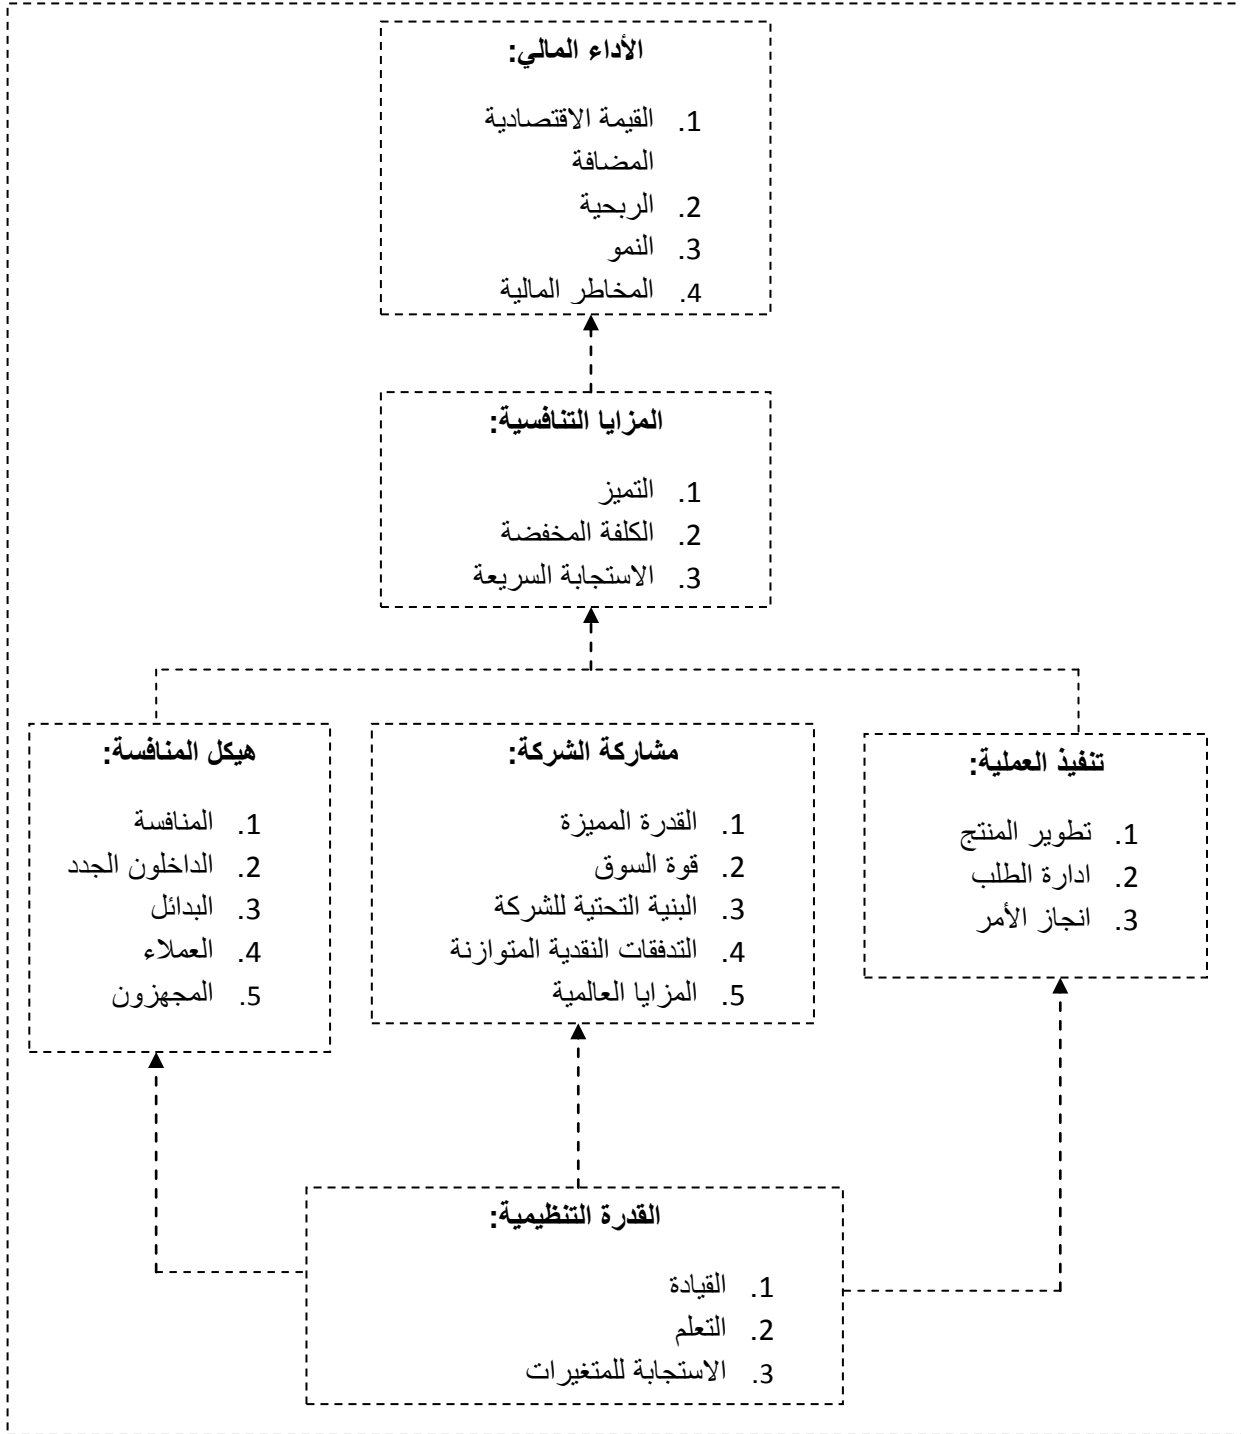 الأداء المالي:
1. القيمة الاقتصادية
المضافة
2. الربحية
3. النمو
4. المخاطر المالية
المزايا التنافسية:
1. التميز
2. الكلفة المخفضة
3. الاستجابة السريعة
تنفيذ العملية:
1. تطوير المنتج
2. ادارة الطلب
3. انجاز الأمر
مشاركة الشركة:
1. القدرة المميزة
2. قوة السوق
3. البنية التحتية للشركة
4. التدفقات النقدية المتوازنة
5. المزايا العالمية
هيكل المنافسة:
1. المنافسة
2. الداخلون الجدد
3. البدائل
4. العملاء
5. المجهزون
القدرة التنظيمية:
1. القيادة
2. التعلم
3. الاستجابة للمتغيرات